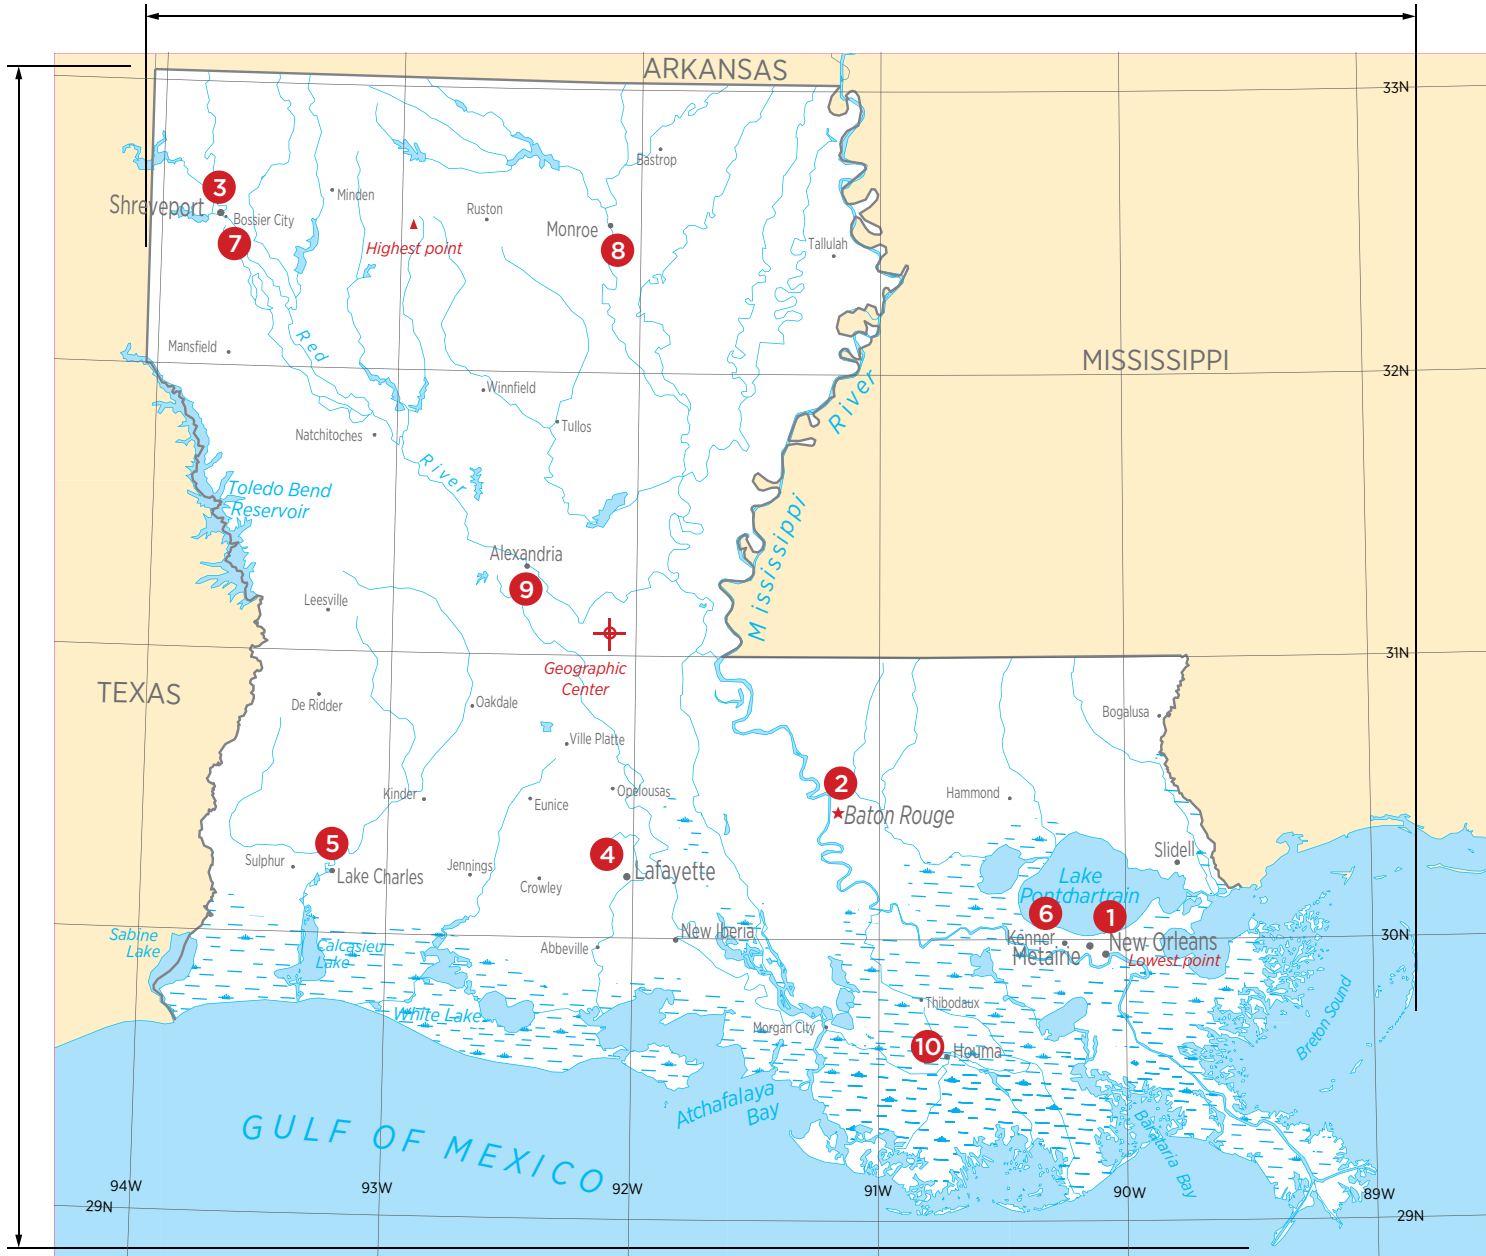 ARKANSAS
33N
Bastrop
3
Minden
Shreveport
Bossier City
Ruston
Monroe
7
Highest point
8
Tallulah
Red
Mansfield
MISSISSIPPI
32N
Winnfield
River
Tullos
Natchitoches
River
Toledo Bend
Reservoir
Mississippi
Alexandria
9
Leesville
Geographic
Center
31N
TEXAS
De Ridder
Oakdale
Bogalusa
Ville Platte
2
Kinder
Eunice
Opelousas
Hammond
Baton Rouge
5
4
Sulphur
Lake Charles
Jennings
Crowley
Lafayette
Slidell
Lake
Pontchartrain
6
1
Sabine
Lake
Calcasieu
Lake
Abbeville
New Iberia
Kenner
Metairie
New Orleans
Lowest point
30N
White Lake
Thibodaux
Morgan City
10
Houma
Breton Sound
Atchafalaya
Bay
Barataria Bay
GULF OF MEXICO
94W
93W
92W
91W
90W
89W
29N
29N